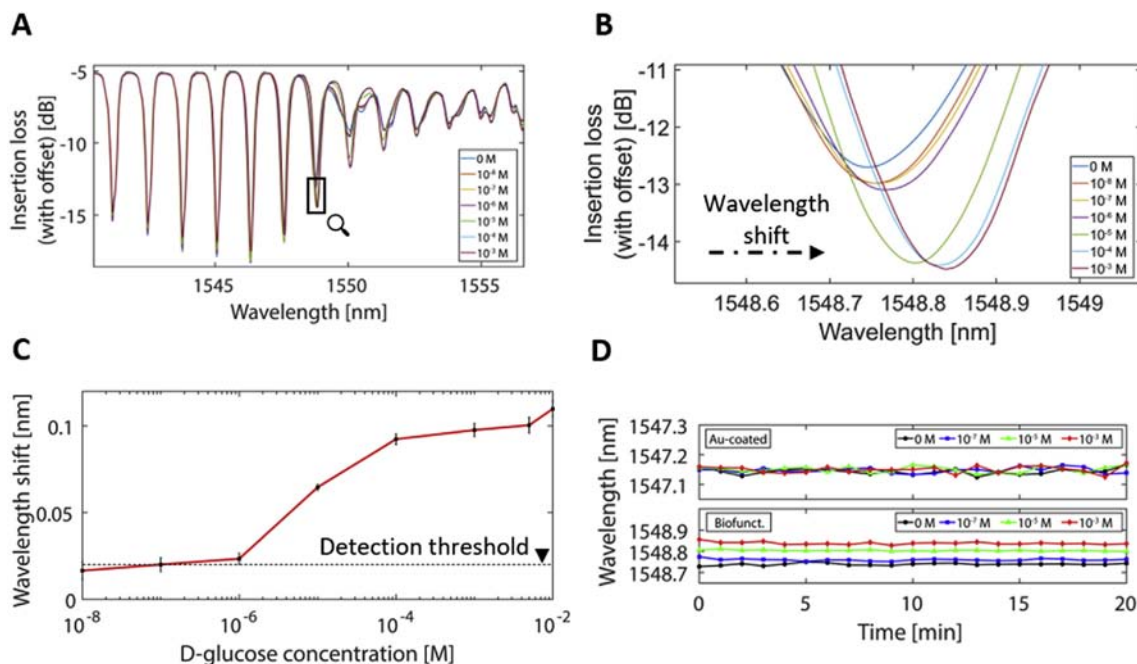 A
Insertion loss
(with offset) [dB]
-5
-10
-15
0 M
10⁻⁸ M
10⁻⁷ M
10⁻⁶ M
10⁻⁵ M
10⁻⁴ M
10⁻³ M
1545
1550
1555
Wavelength [nm]
B
Insertion loss
(with offset) [dB]
-11
-12
-13
-14
Wavelength
shift
0 M
10⁻⁸ M
10⁻⁷ M
10⁻⁶ M
10⁻⁵ M
10⁻⁴ M
10⁻³ M
1548.6
1548.7
1548.8
1548.9
1549
Wavelength [nm]
C
Wavelength shift [nm]
0.1
0.05
0
Detection threshold
10⁻⁸
10⁻⁶
10⁻⁴
10⁻²
D-glucose concentration [M]
D
Wavelength [nm]
1547.3
1547.2
1547.1
Au-coated
0 M
10⁻⁷ M
10⁻⁵ M
10⁻³ M
1548.9
1548.8
1548.7
Biofunct.
0 M
10⁻⁷ M
10⁻⁵ M
10⁻³ M
0
5
10
15
20
Time [min]